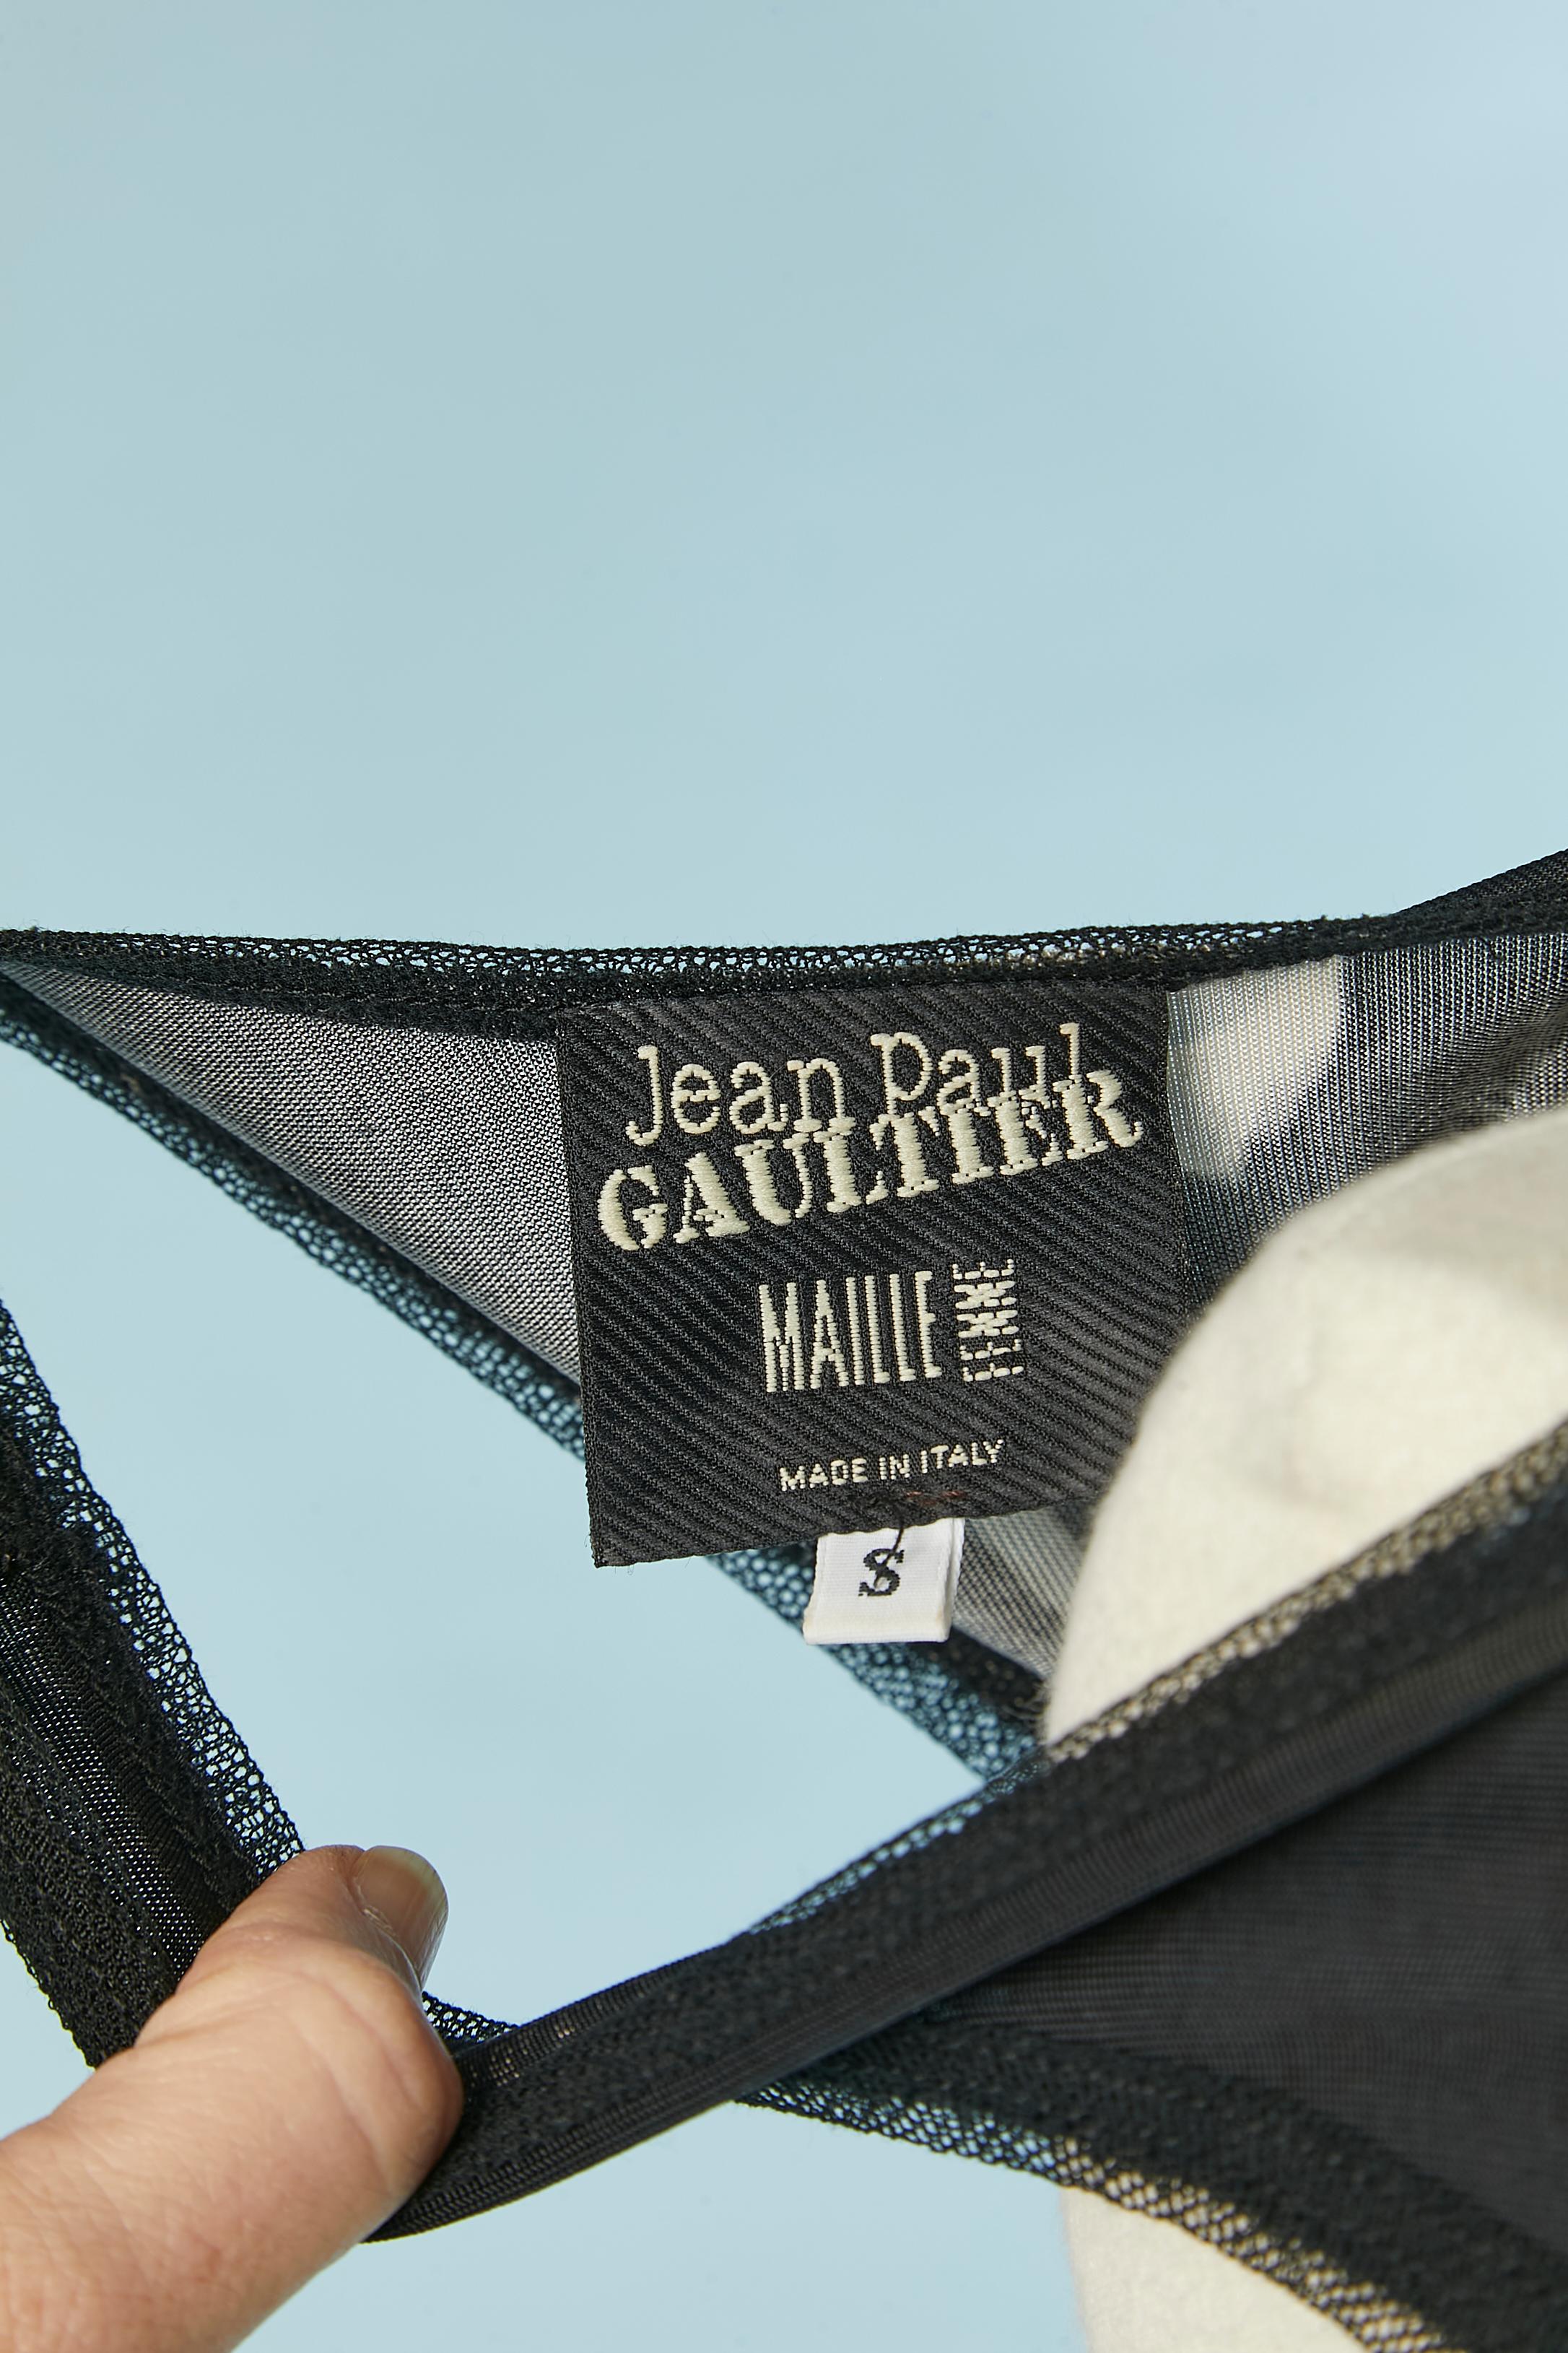 Jean Paul
GAULTIER
MAILLE FEMME
MADE IN ITALY
S